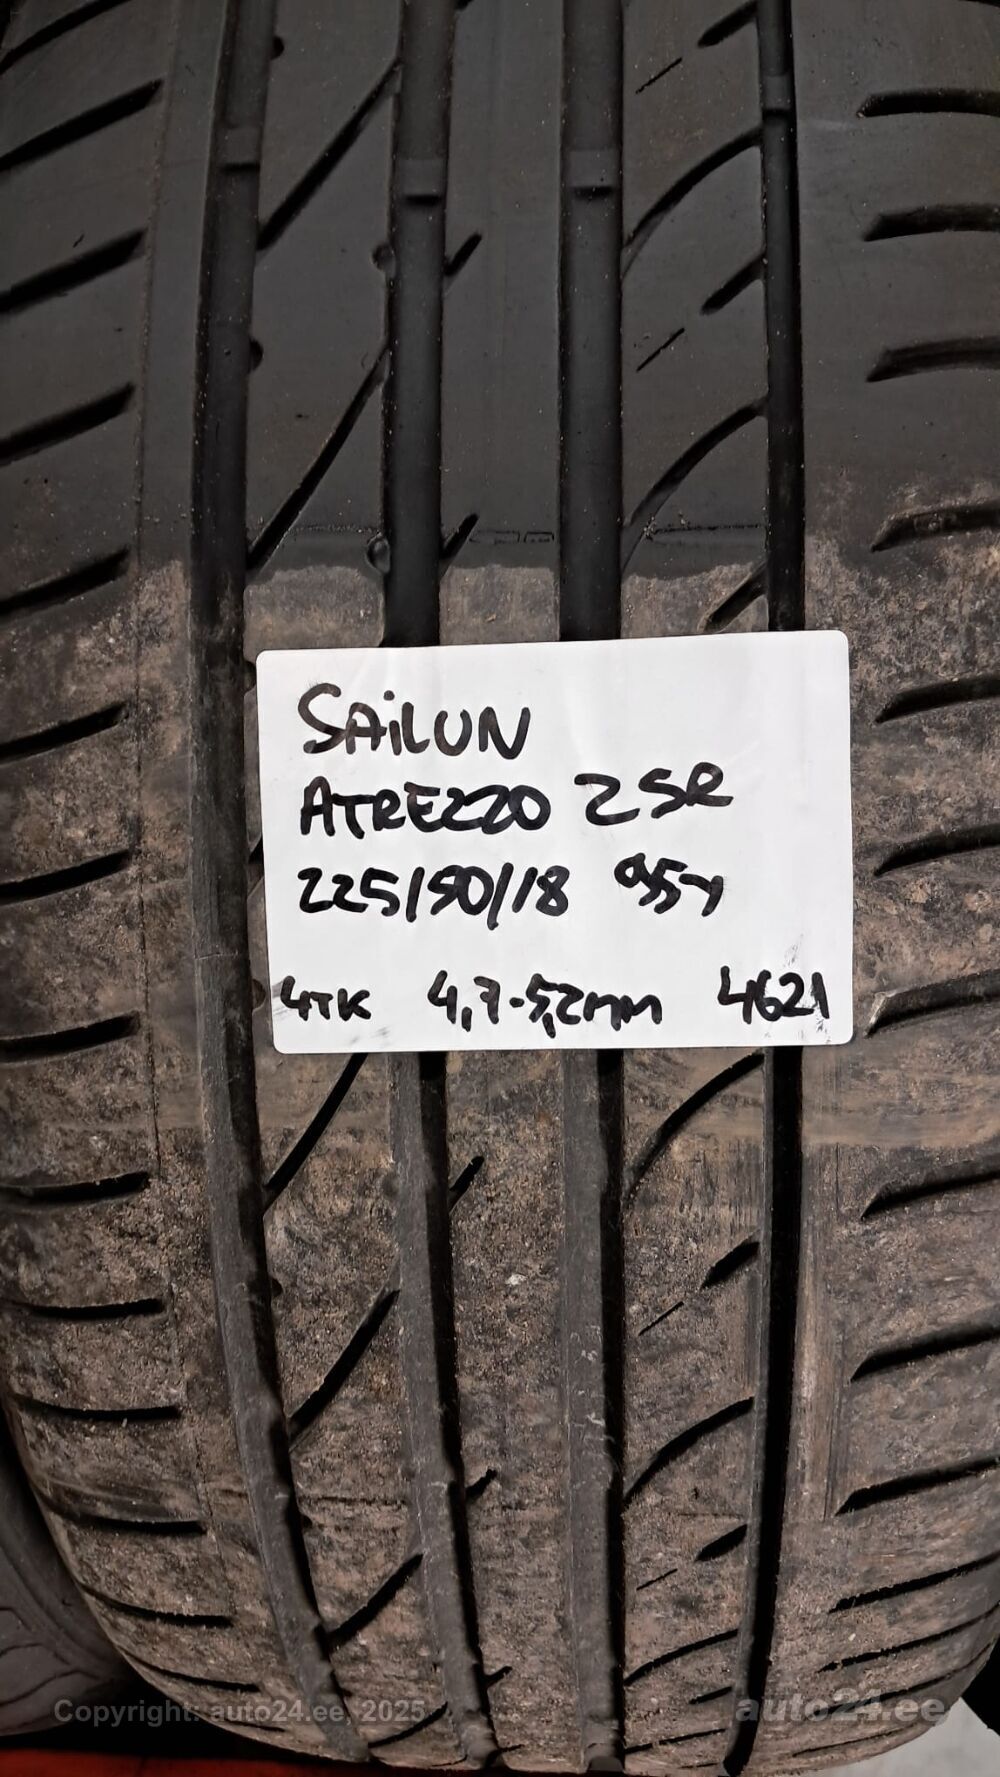 SAiLUN
ATREZZO ZSR
225/50/18 95Y
4TK 4,7-5,2mm 4621
Copyright: auto24.ee, 2025
auto24.ee